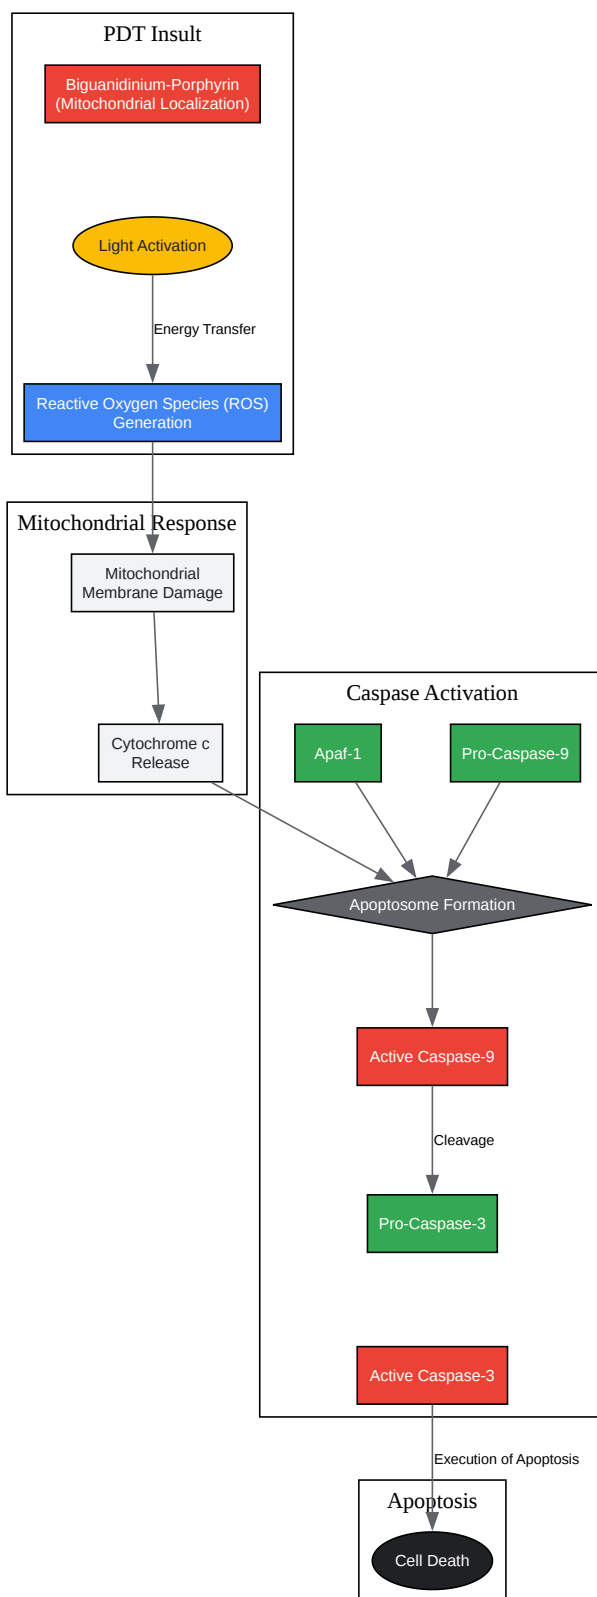 PDT Insult
Biguanidinium-Porphyrin
(Mitochondrial Localization)
Light Activation
Energy Transfer
Reactive Oxygen Species (ROS)
Generation
Mitochondrial Response
Mitochondrial
Membrane Damage
Cytochrome c
Release
Caspase Activation
Apaf-1
Pro-Caspase-9
Apoptosome Formation
Active Caspase-9
Cleavage
Pro-Caspase-3
Active Caspase-3
Execution of Apoptosis
Apoptosis
Cell Death